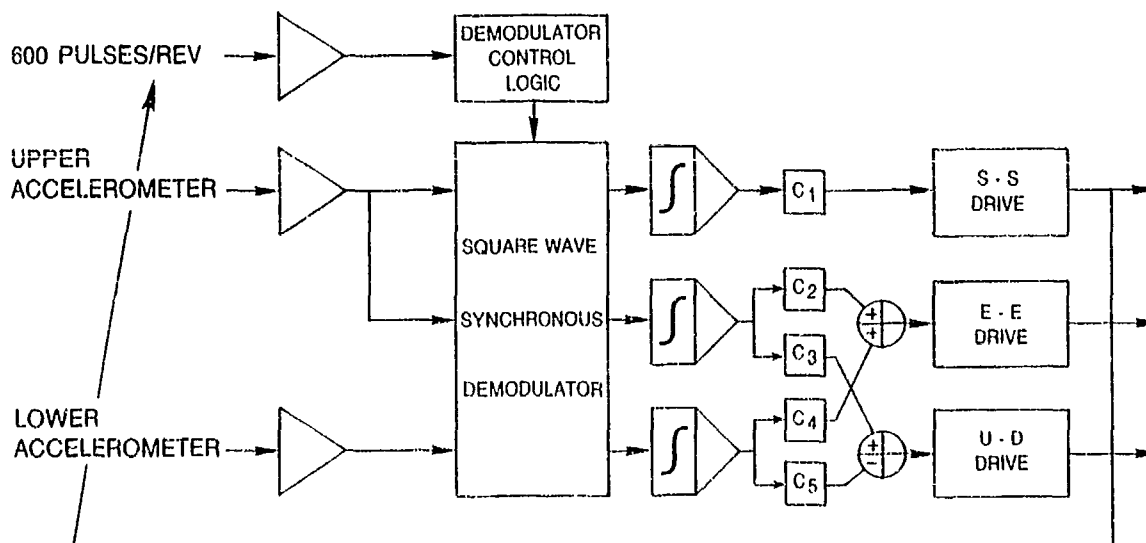 600 PULSES/REV
DEMODULATOR
CONTROL
LOGIC
UPPER
ACCELEROMETER
SQUARE WAVE
SYNCHRONOUS
DEMODULATOR
LOWER
ACCELEROMETER
∫
∫
∫
C1
C2
C3
C4
C5
+
+
+
−
S - S
DRIVE
E - E
DRIVE
U - D
DRIVE